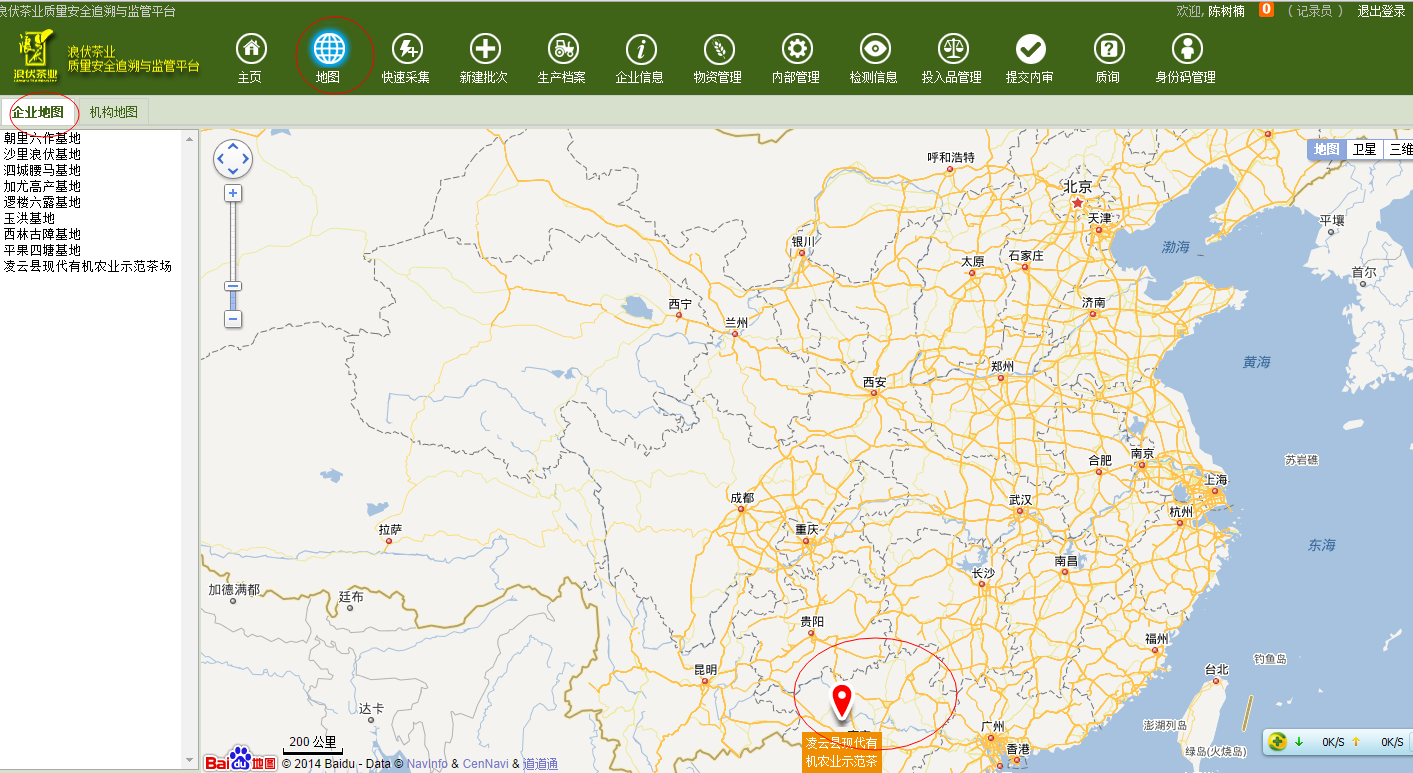 浪伏茶业质量安全追溯与监管平台
欢迎, 陈树楠 0 ( 记录员 ) 退出登录
浪伏茶业
浪伏茶业
质量安全追溯与监管平台
主页 地图 快速采集 新建批次 生产档案 企业信息 物资管理 内部管理 检测信息 投入品管理 提交内审 质询 身份码管理
企业地图 机构地图
朝里六作基地
沙里浪伏基地
泗城腰马基地
加尤高产基地
逻楼六露基地
玉洪基地
西林古障基地
平果四塘基地
凌云县现代有机农业示范茶场
地图 卫星 三维
呼和浩特
北京
天津
平壤
银川
渤海
太原
石家庄
首尔
西宁
济南
兰州
黄海
郑州
西安
南京
合肥
苏岩礁
上海
成都
武汉
杭州
拉萨
重庆
东海
南昌
长沙
加德满都
廷布
贵阳
福州
钓鱼岛
昆明
台北
达卡
澎湖列岛
广州
绿岛(火烧岛)
香港
凌云县现代有
机农业示范茶
200 公里
Bai du 地图 © 2014 Baidu - Data © NavInfo & CenNavi & 道道通
0K/S 0K/S